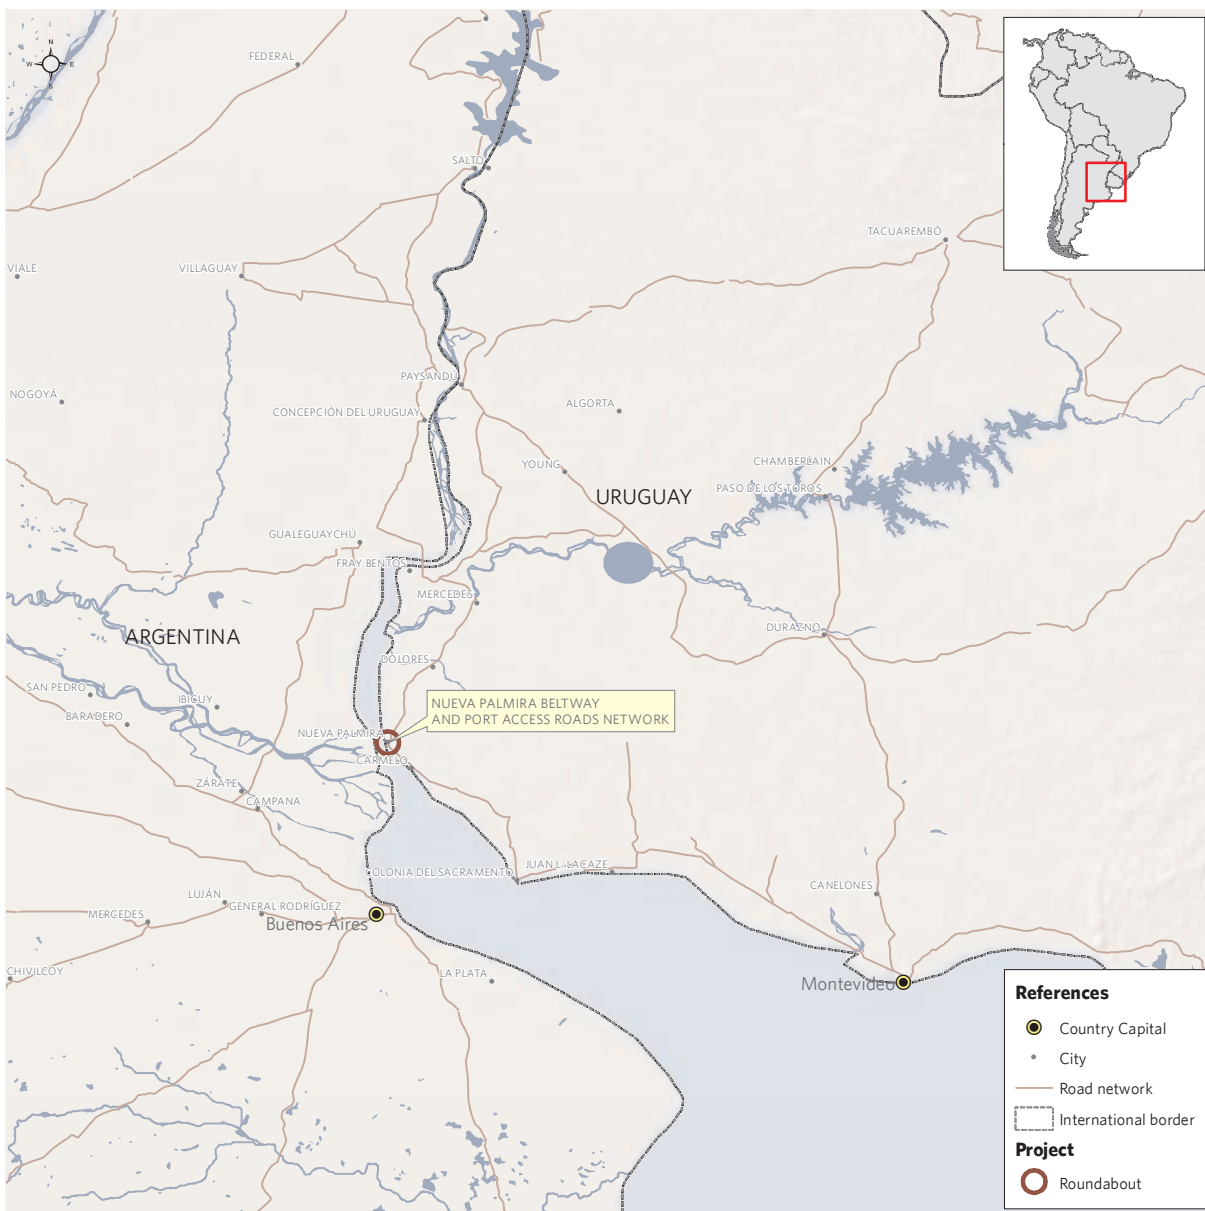 N
W
E
S
FEDERAL
SALTO
TACUAREMBÓ
VIALE
VILLAGUAY
NOGOYÁ
PAYSANDÚ
CONCEPCIÓN DEL URUGUAY
ALGORTA
YOUNG
CHAMBERLAIN
PASO DE LOS TOROS
URUGUAY
GUALEGUAYCHÚ
FRAY BENTOS
MERCEDES
ARGENTINA
DURAZNO
DOLORES
SAN PEDRO
IBICUY
BARADERO
NUEVA PALMIRA BELTWAY
AND PORT ACCESS ROADS NETWORK
NUEVA PALMIRA
CARMELO
ZÁRATE
CAMPANA
COLONIA DEL SACRAMENTO
JUAN L. LACAZE
CANELONES
LUJÁN
GENERAL RODRÍGUEZ
MERCEDES
Buenos Aires
CHIVILCOY
LA PLATA
Montevideo
References
Country Capital
City
Road network
International border
Project
Roundabout